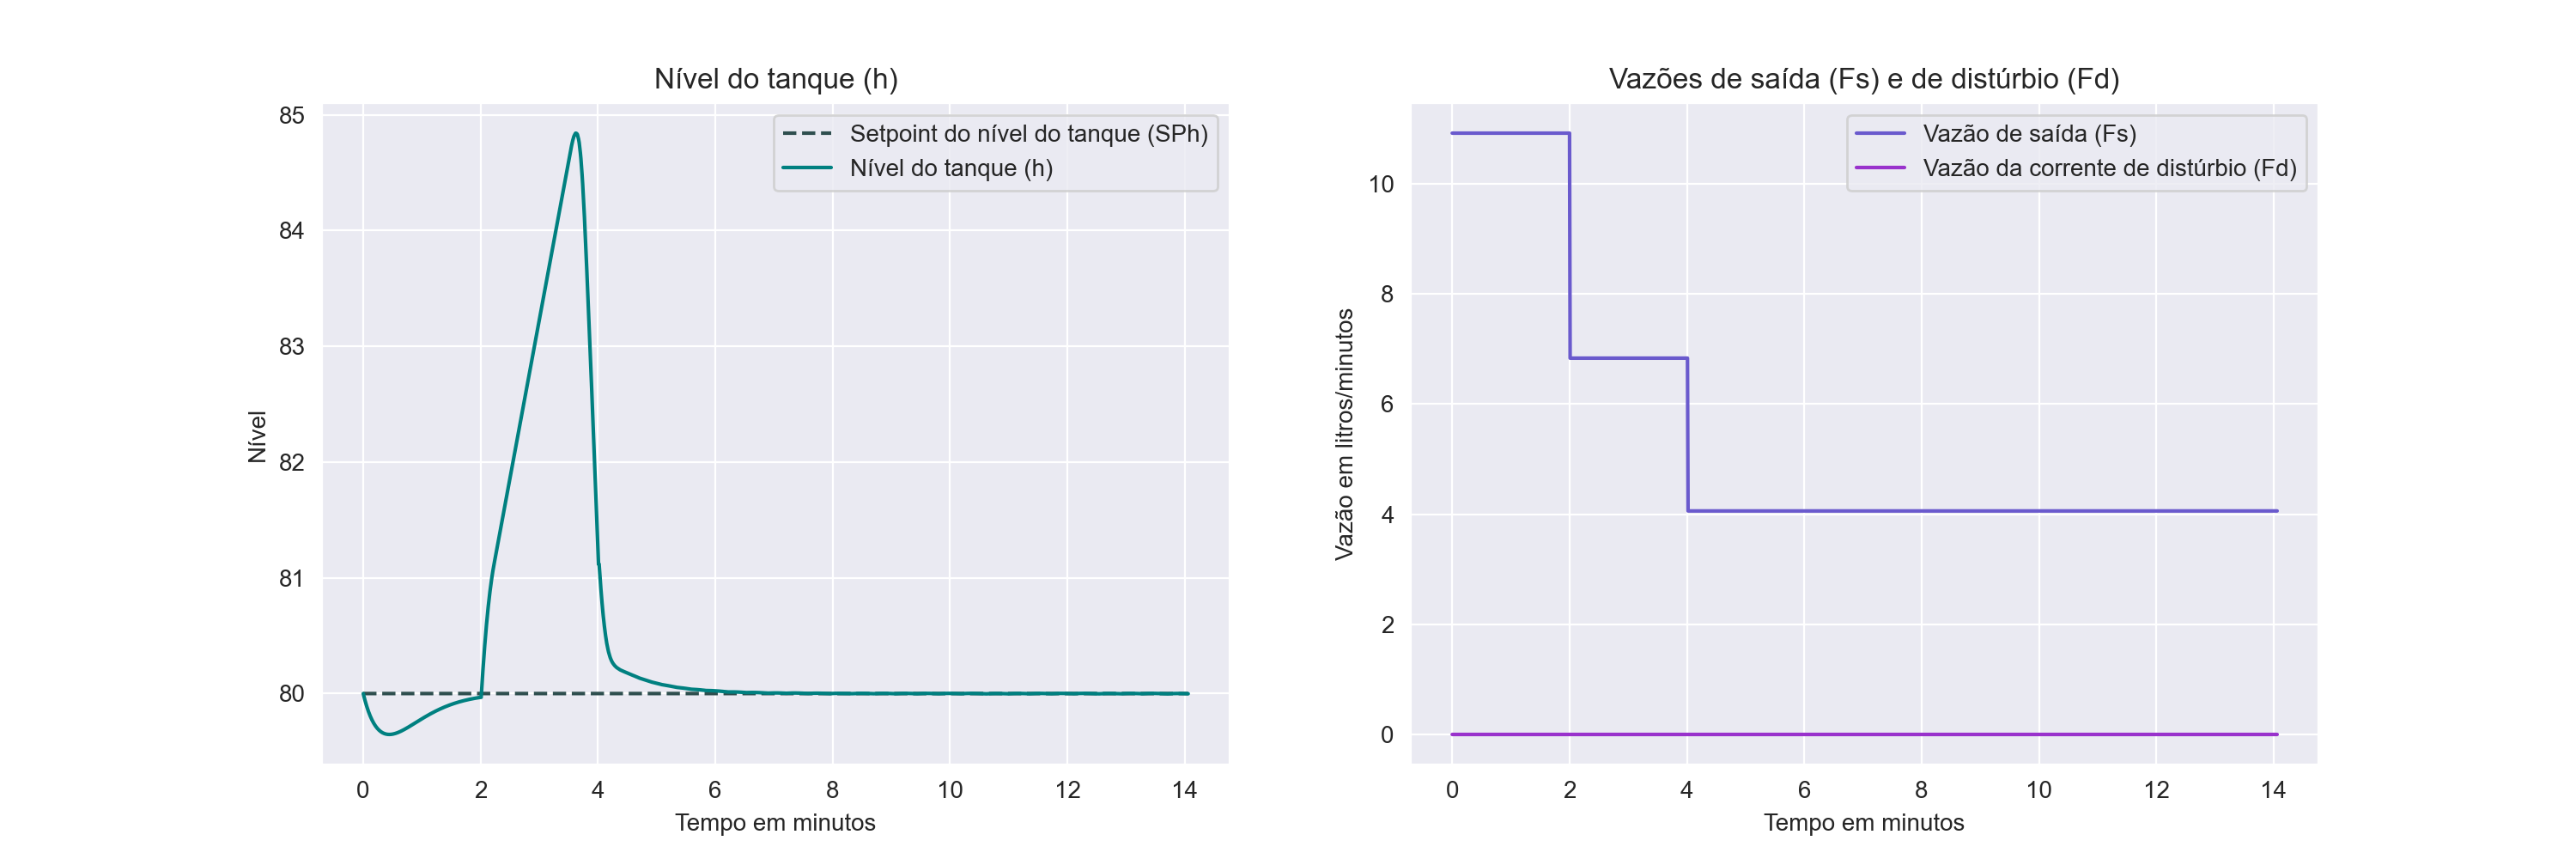 Nível do tanque (h)
Setpoint do nível do tanque (SPh)
Nível do tanque (h)
85
84
83
82
81
80
Nível
0 2 4 6 8 10 12 14
Tempo em minutos
Vazões de saída (Fs) e de distúrbio (Fd)
Vazão de saída (Fs)
Vazão da corrente de distúrbio (Fd)
10
8
6
4
2
0
Vazão em litros/minutos
0 2 4 6 8 10 12 14
Tempo em minutos